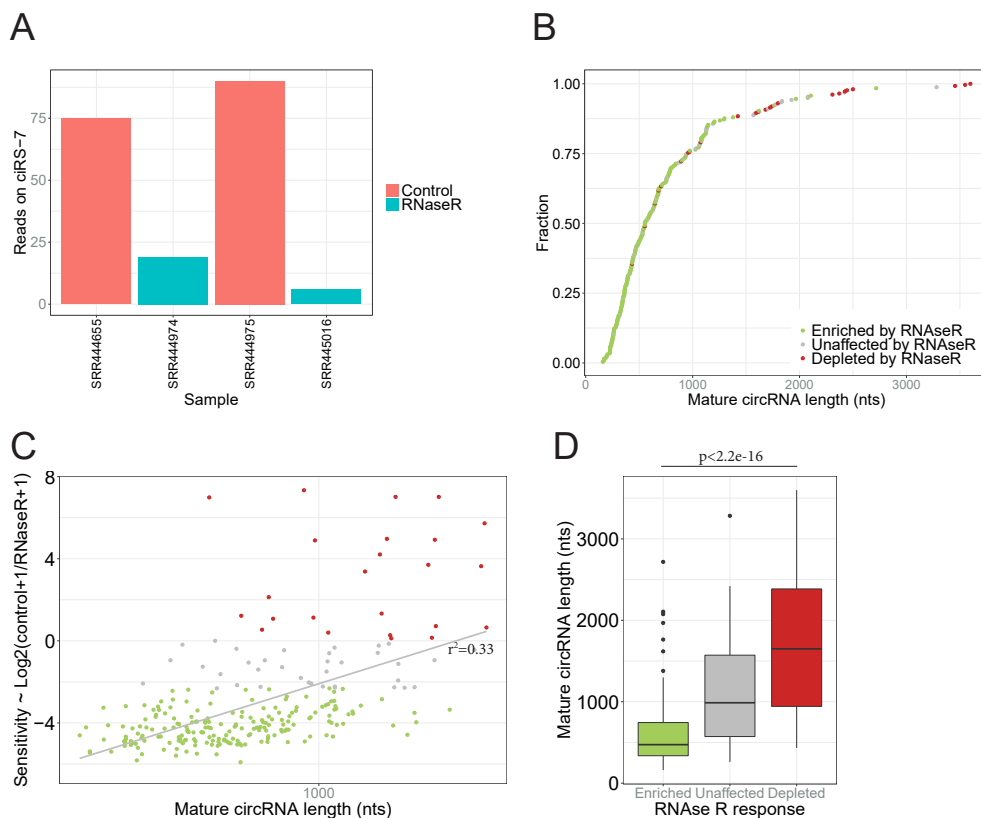 A
Reads on ciRS-7
75
50
25
0
SRR444655
SRR444974
SRR444975
SRR445016
Sample
Control
RNaseR
B
Fraction
1.00
0.75
0.50
0.25
0.00
0
1000
2000
3000
Mature circRNA length (nts)
Enriched by RNAseR
Unaffected by RNAseR
Depleted by RNaseR
C
Sensitivity ~ Log2(control+1/RNaseR+1)
8
4
0
−4
r²=0.33
1000
Mature circRNA length (nts)
D
p<2.2e-16
Mature circRNA length (nts)
3000
2000
1000
0
Enriched Unaffected Depleted
RNAse R response